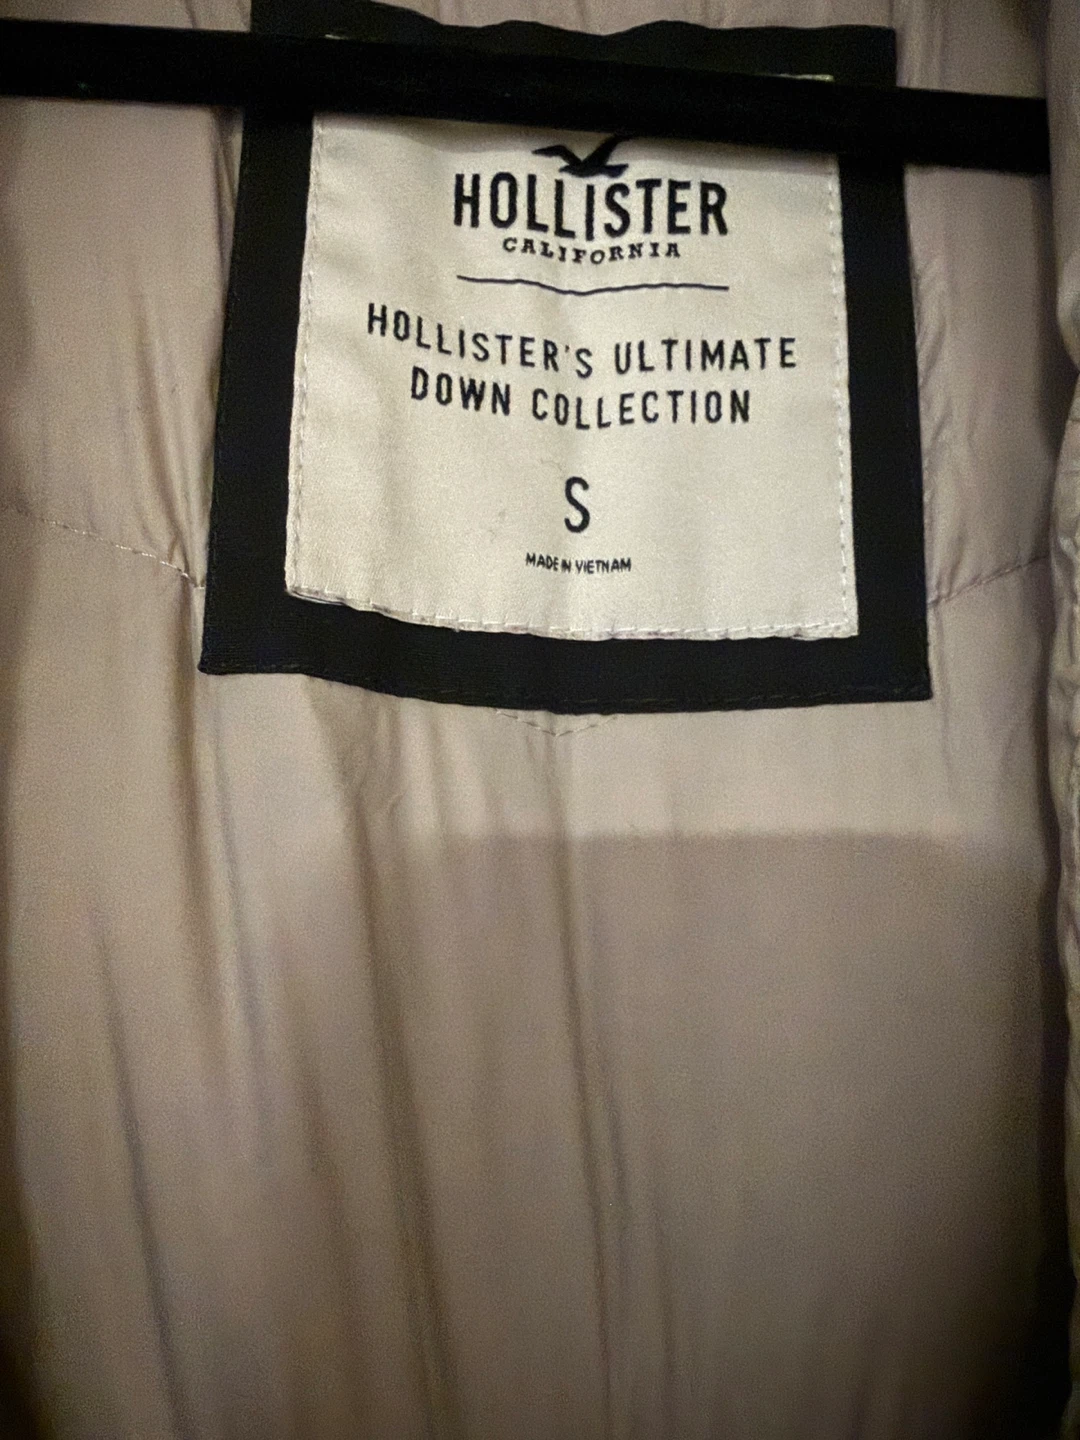 HOLLISTER
CALIFORNIA
HOLLISTER'S ULTIMATE
DOWN COLLECTION
S
MADE IN VIETNAM